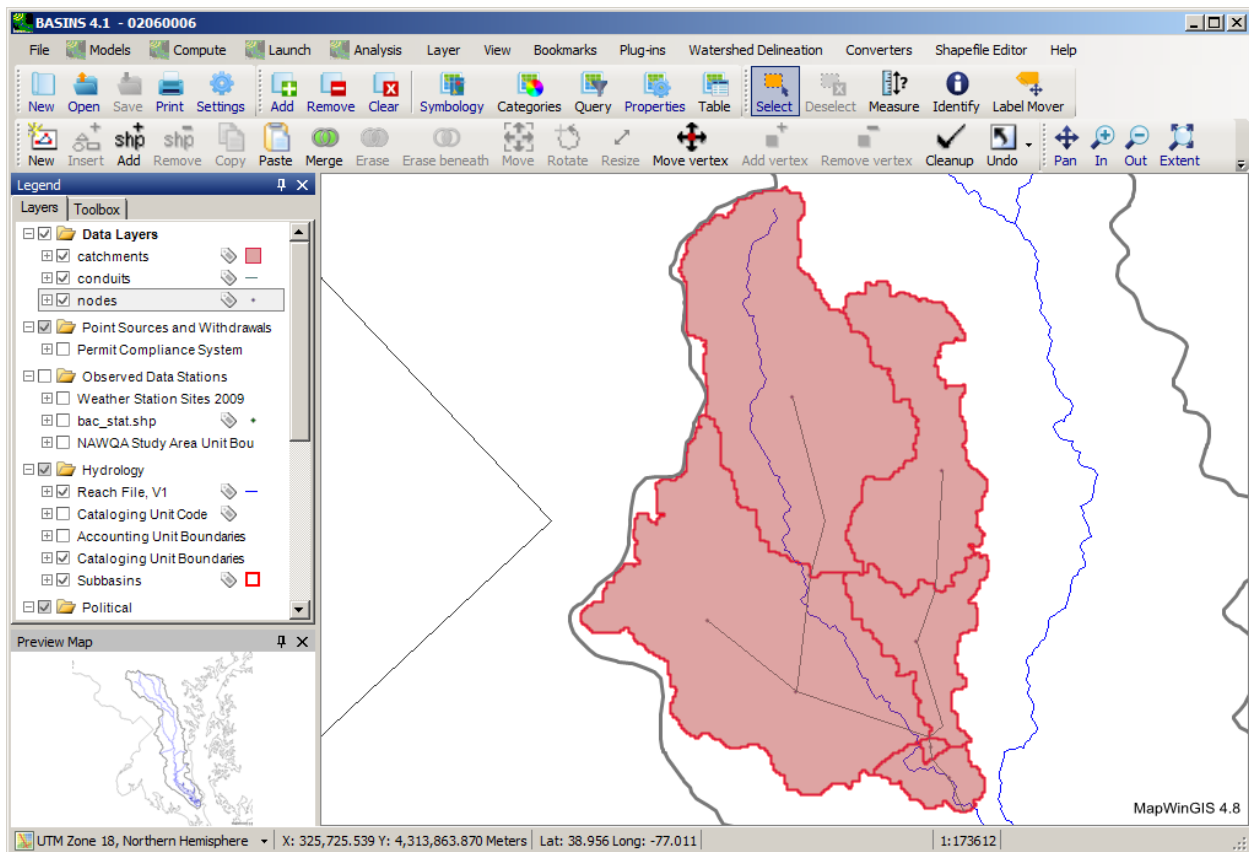 BASINS 4.1 - 02060006
File Models Compute Launch Analysis Layer View Bookmarks Plug-ins Watershed Delineation Converters Shapefile Editor Help
New Open Save Print Settings Add Remove Clear Symbology Categories Query Properties Table Select Deselect Measure Identify Label Mover
New Insert Add Remove Copy Paste Merge Erase Erase beneath Move Rotate Resize Move vertex Add vertex Remove vertex Cleanup Undo Pan In Out Extent
Legend
Layers Toolbox
Data Layers
catchments
conduits
nodes
Point Sources and Withdrawals
Permit Compliance System
Observed Data Stations
Weather Station Sites 2009
bac_stat.shp
NAWQA Study Area Unit Bou
Hydrology
Reach File, V1
Cataloging Unit Code
Accounting Unit Boundaries
Cataloging Unit Boundaries
Subbasins
Political
Preview Map
MapWinGIS 4.8
UTM Zone 18, Northern Hemisphere X: 325,725.539 Y: 4,313,863.870 Meters Lat: 38.956 Long: -77.011 1:173612